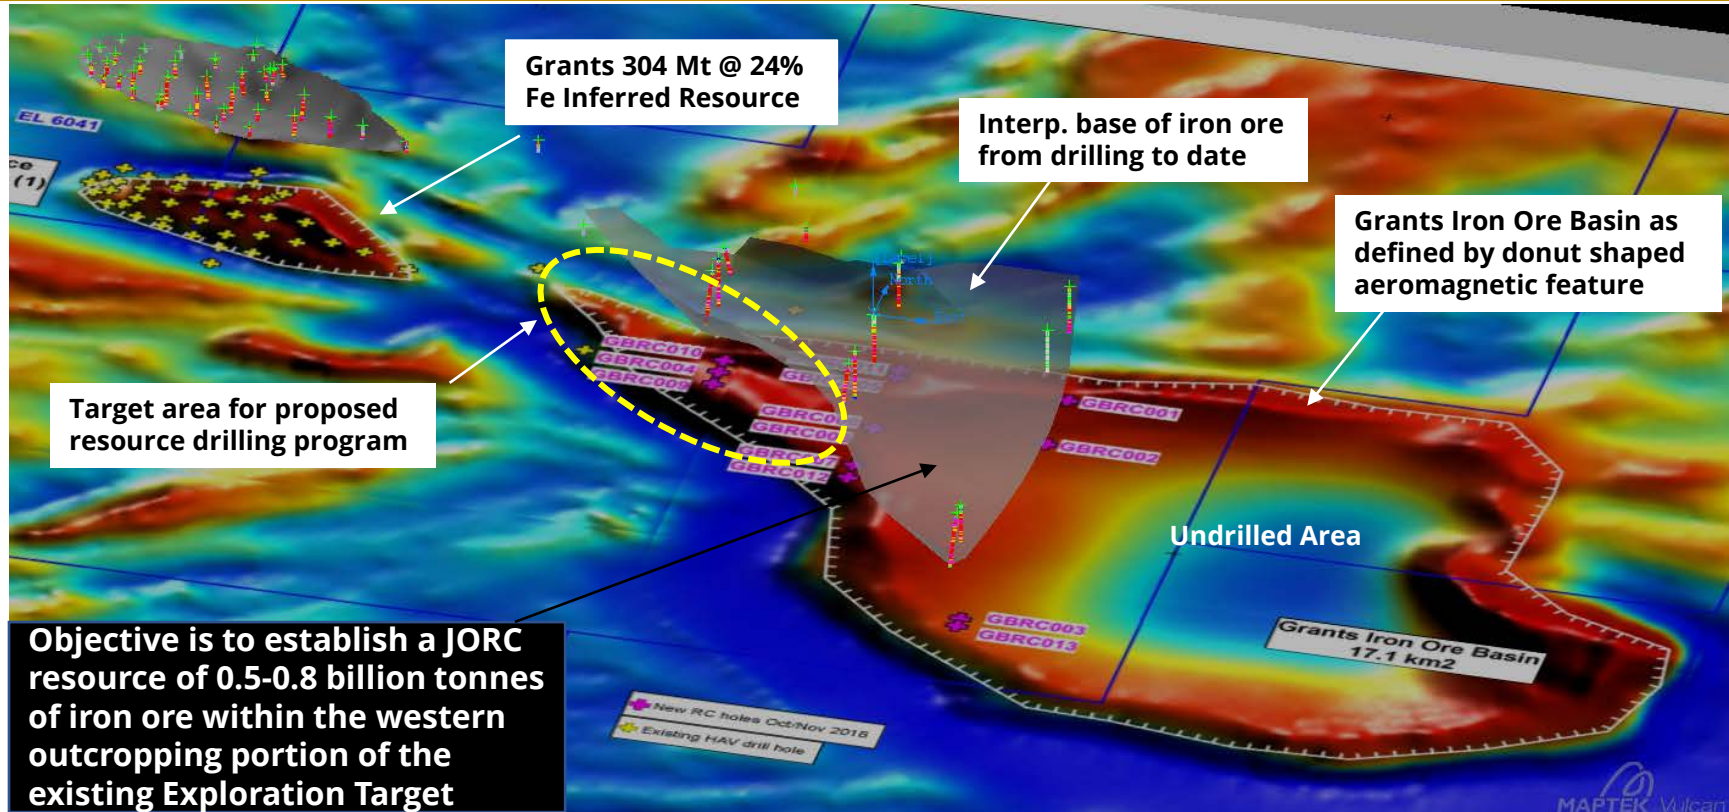 Grants 304 Mt @ 24%
Fe Inferred Resource
Interp. base of iron ore
from drilling to date
Grants Iron Ore Basin as
defined by donut shaped
aeromagnetic feature
EL 6041
(1)
North
Target area for proposed
resource drilling program
GBRC010
GBRC004
GBRC009
GBRC001
GBRC002
GBRC012
Undrilled Area
GBRC003
GBRC013
Grants Iron Ore Basin
17.1 km2
Objective is to establish a JORC
resource of 0.5-0.8 billion tonnes
of iron ore within the western
outcropping portion of the
existing Exploration Target
New RC holes Oct/Nov 2018
Existing HAV drill hole
MAPTEK Vulcan